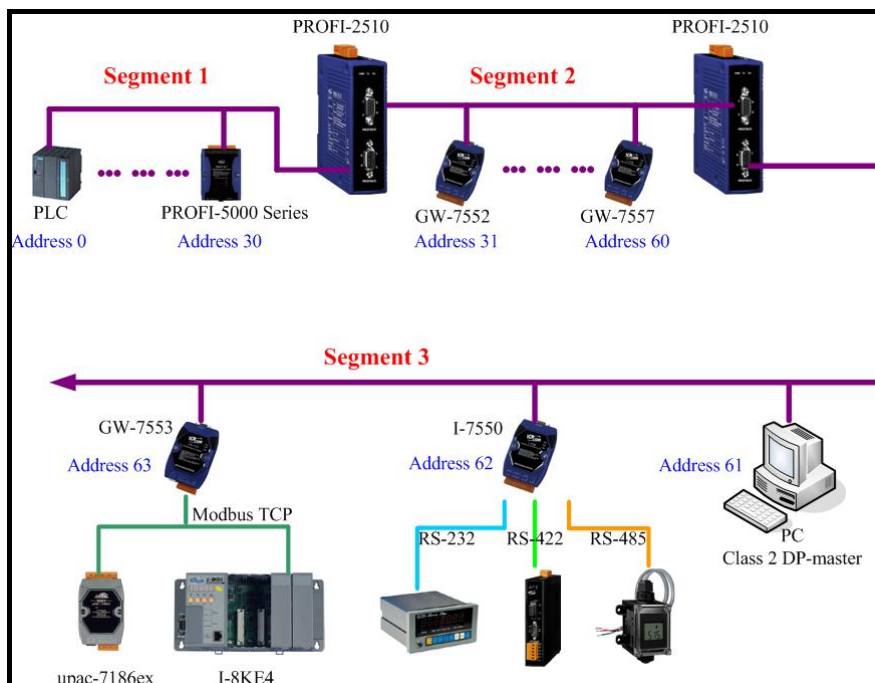 PROFI-2510
PROFI-2510
Segment 1
Segment 2
PLC
PROFI-5000 Series
GW-7552
GW-7557
Address 0
Address 30
Address 31
Address 60
Segment 3
GW-7553
I-7550
Address 63
Address 62
Address 61
Modbus TCP
RS-232
RS-422
RS-485
PC
Class 2 DP-master
upac-7186ex
I-8KE4